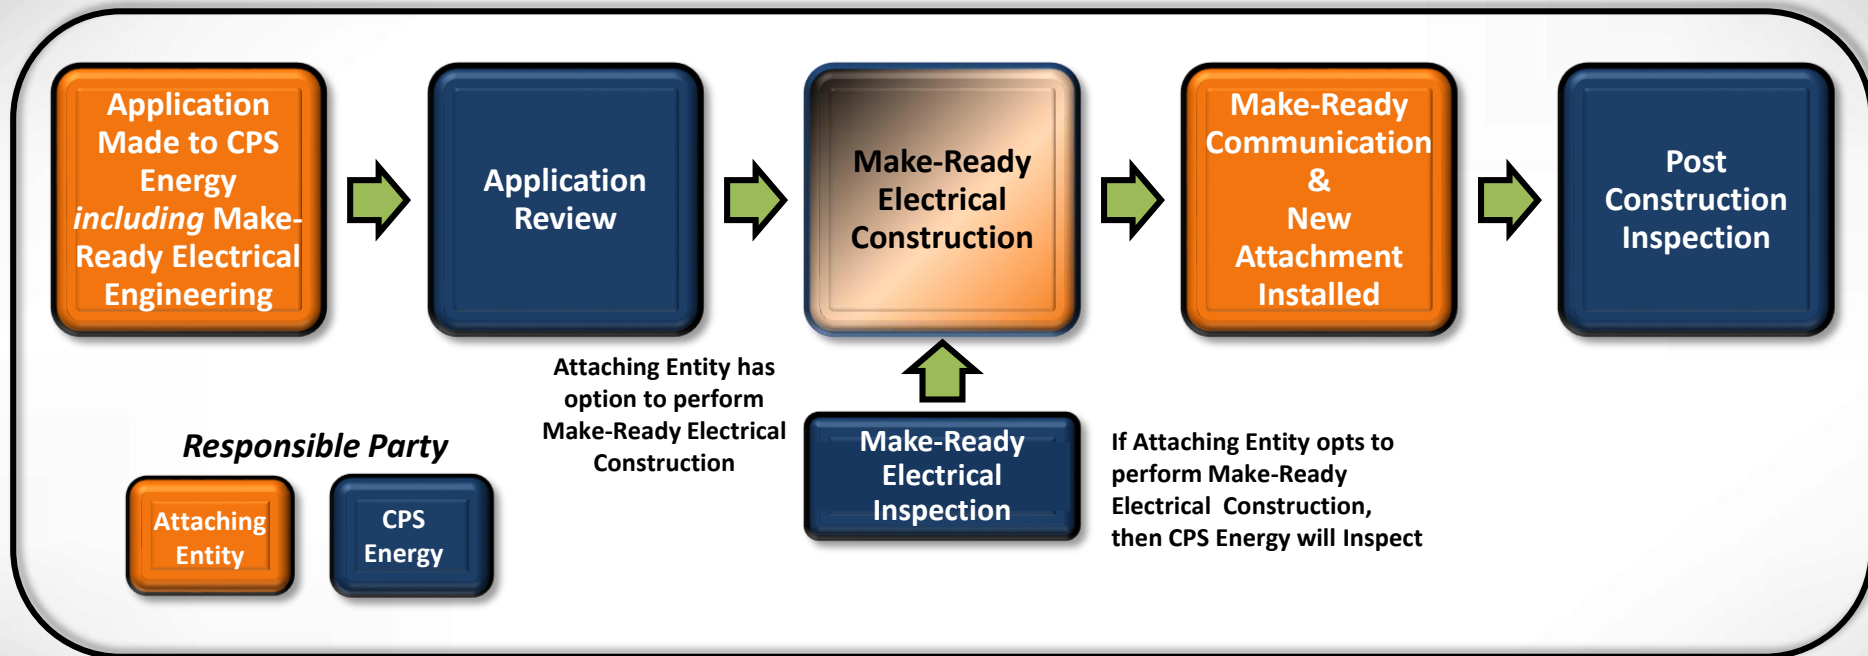 Application
Made to CPS
Energy
including Make-
Ready Electrical
Engineering
Application
Review
Make-Ready
Electrical
Construction
Make-Ready
Communication
&
New
Attachment
Installed
Post
Construction
Inspection
Attaching Entity has
option to perform
Make-Ready Electrical
Construction
Make-Ready
Electrical
Inspection
If Attaching Entity opts to
perform Make-Ready
Electrical Construction,
then CPS Energy will Inspect
Responsible Party
Attaching
Entity
CPS
Energy